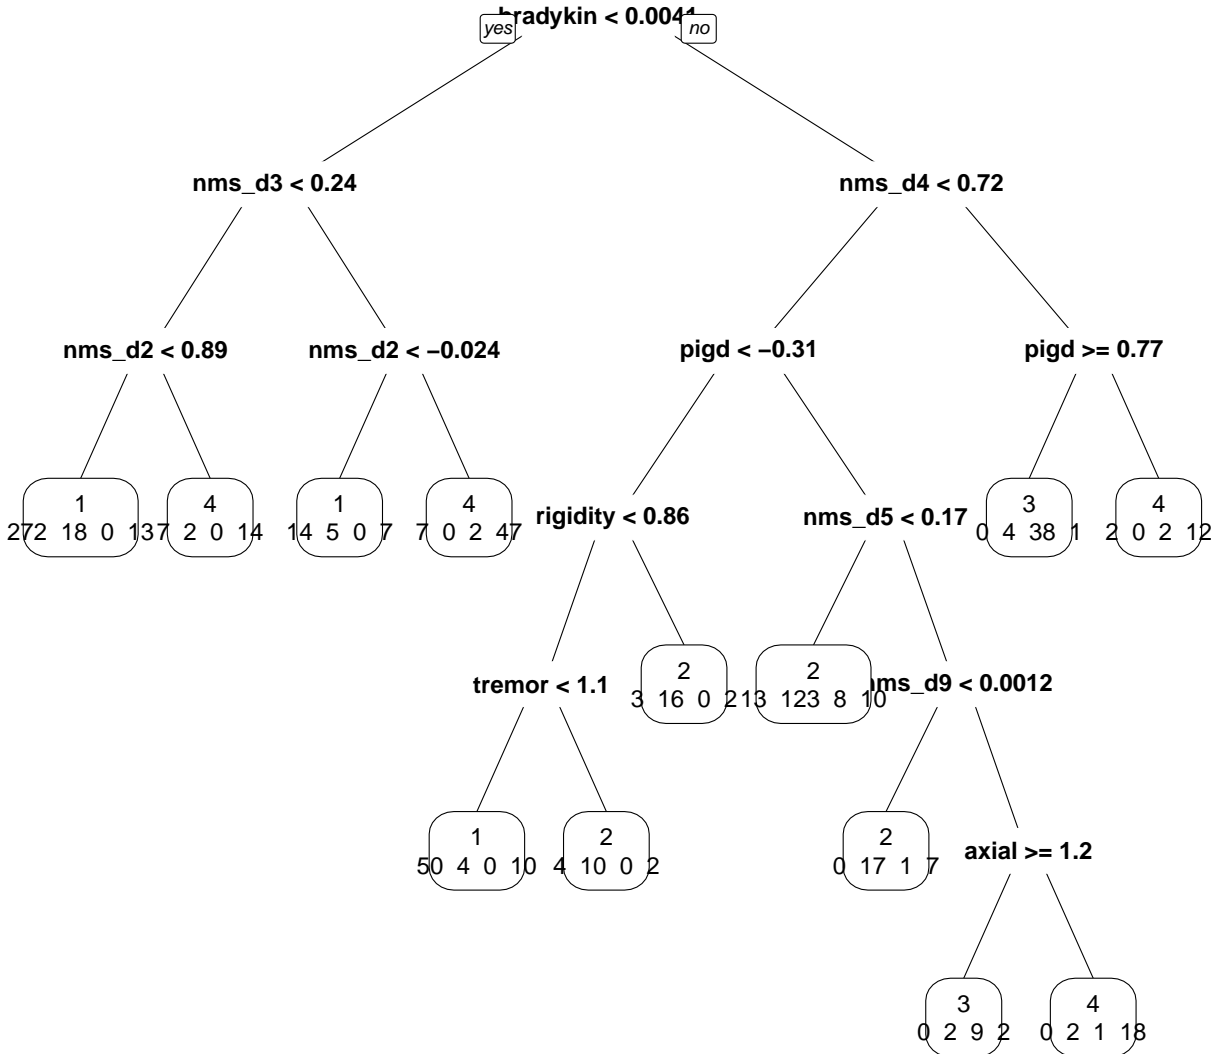 bradykin < 0.0041
yes no
nms_d3 < 0.24 nms_d4 < 0.72
nms_d2 < 0.89 nms_d2 < −0.024 pigd < −0.31 pigd >= 0.77
1 4 1 4 3 4
272 18 0 13 7 2 0 14 14 5 0 7 7 0 2 47 0 4 38 1 2 0 2 12
rigidity < 0.86 nms_d5 < 0.17
2 2
tremor < 1.1 3 16 0 2 13 123 8 10 nms_d9 < 0.0012
1 2 2
50 4 0 10 4 10 0 2 0 17 1 7
axial >= 1.2
3 4
0 2 9 2 0 2 1 18